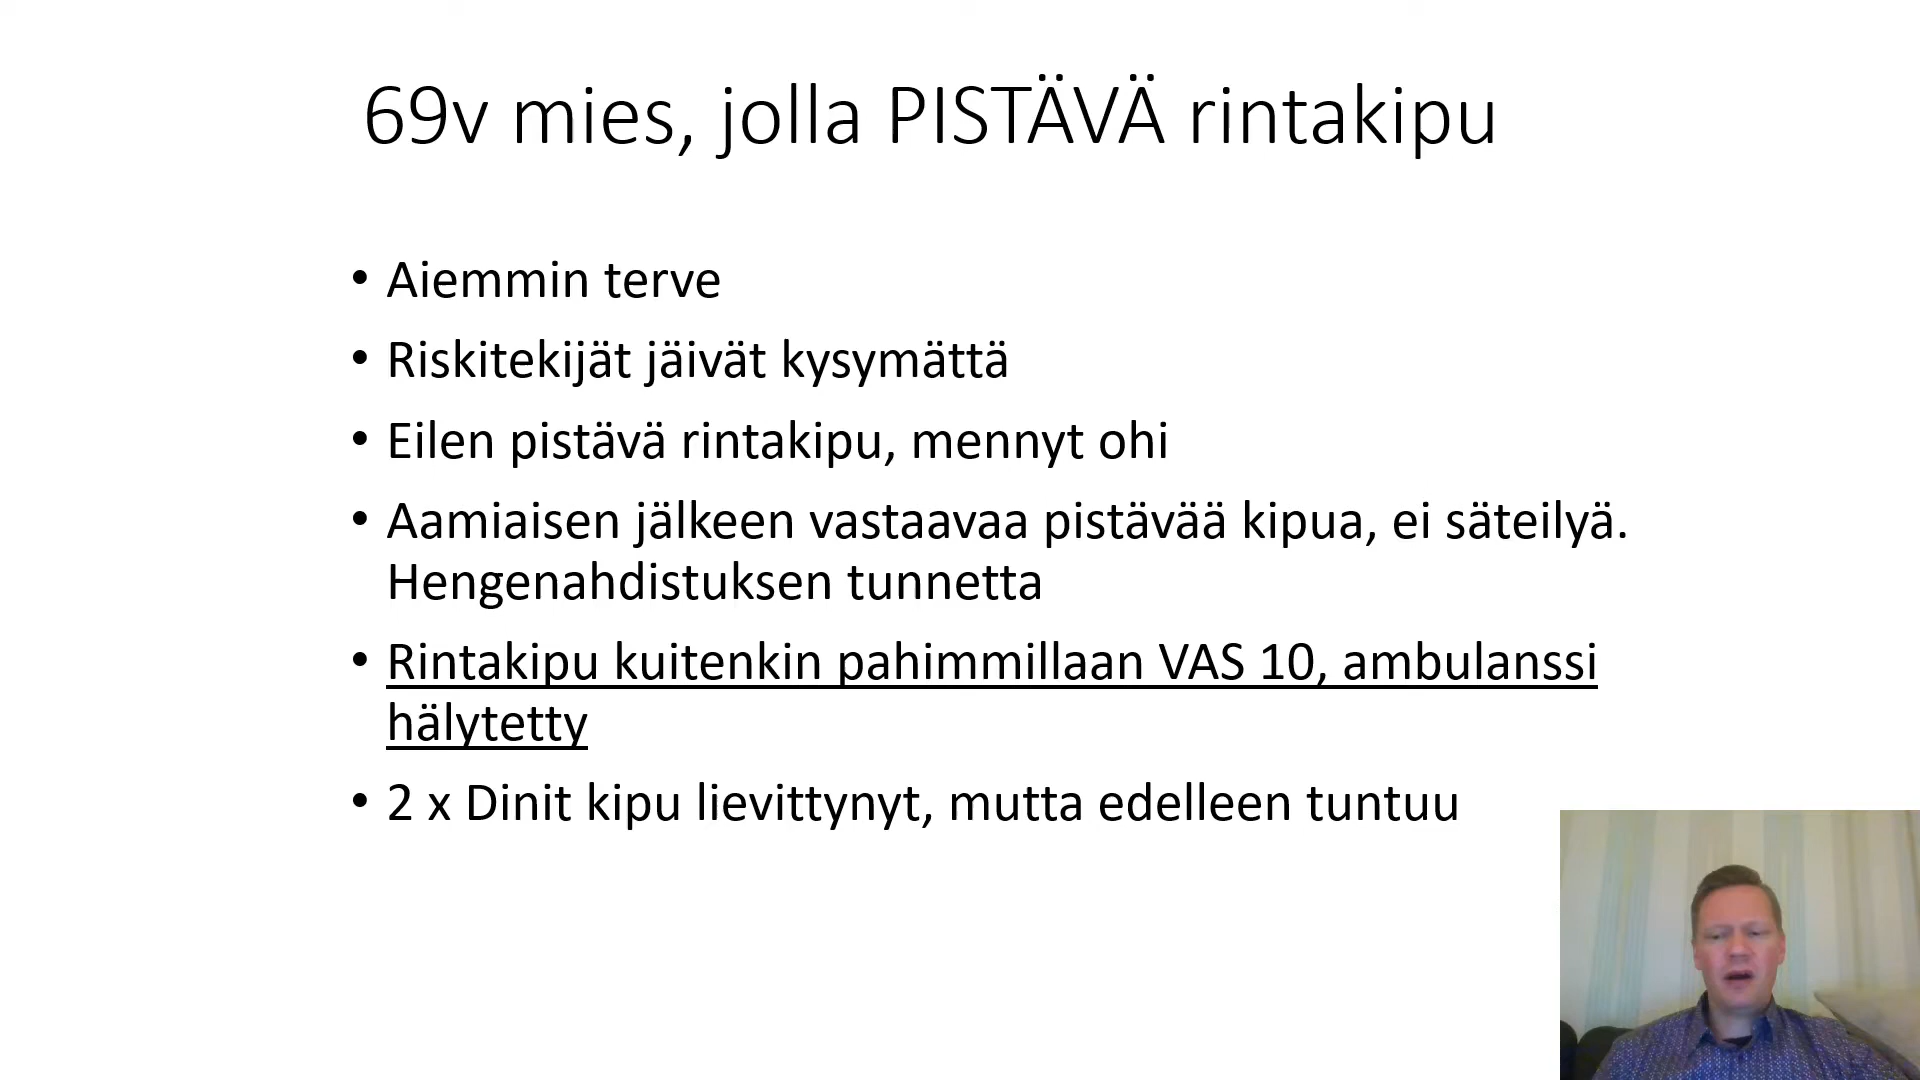 69v mies, jolla PISTÄVÄ rintakipu
• Aiemmin terve
• Riskitekijät jäivät kysymättä
• Eilen pistävä rintakipu, mennyt ohi
• Aamiaisen jälkeen vastaavaa pistävää kipua, ei säteilyä.
Hengenahdistuksen tunnetta
• Rintakipu kuitenkin pahimmillaan VAS 10, ambulanssi
hälytetty
• 2 x Dinit kipu lievittynyt, mutta edelleen tuntuu